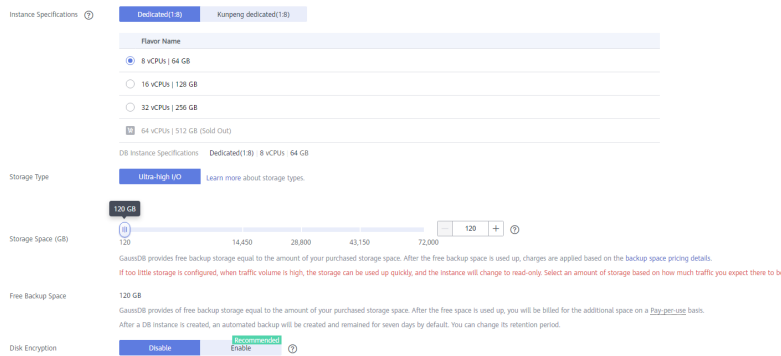 Instance Specifications
Dedicated(1:8)
Kunpeng dedicated(1:8)
Flavor Name
8 vCPUs | 64 GB
16 vCPUs | 128 GB
32 vCPUs | 256 GB
64 vCPUs | 512 GB (Sold Out)
DB Instance Specifications Dedicated(1:8) | 8 vCPUs | 64 GB
Storage Type
Ultra-high I/O
Learn more about storage types.
120 GB
Storage Space (GB)
120 14,450 28,800 43,150 72,000
120
GaussDB provides free backup storage equal to the amount of your purchased storage space. After the free backup space is used up, charges are applied based on the backup space pricing details.
If too little storage is configured, when traffic volume is high, the storage can be used up quickly, and the instance will change to read-only. Select an amount of storage based on how much traffic you expect there to be
Free Backup Space
120 GB
GaussDB provides of free backup storage equal to the amount of your purchased storage space. After the free space is used up, you will be billed for the additional space on a Pay-per-use basis.
After a DB instance is created, an automated backup will be created and remained for seven days by default. You can change its retention period.
Recommended
Disk Encryption
Disable
Enable